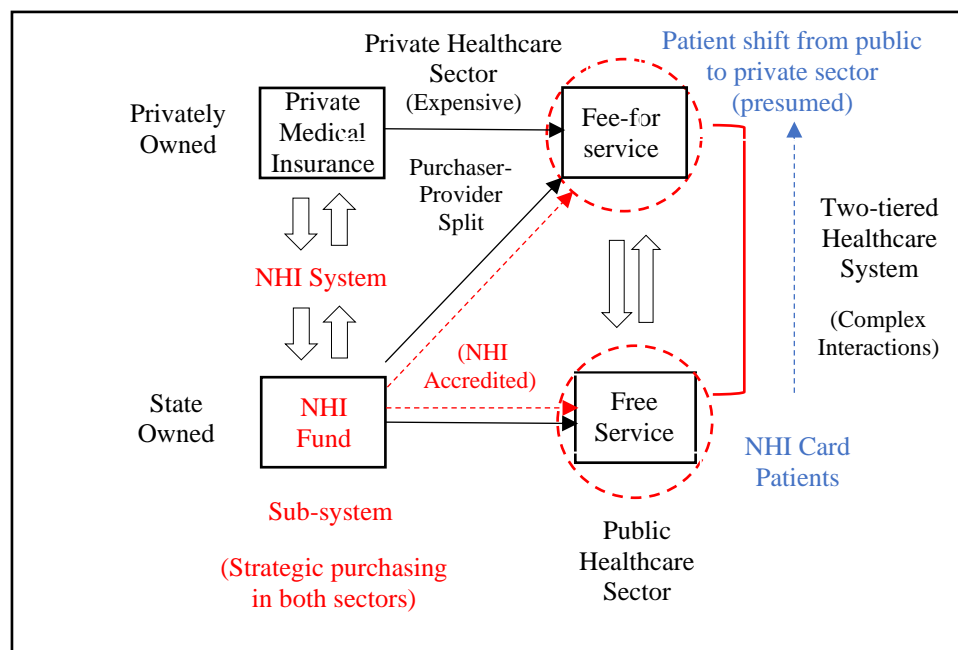 Private Healthcare
Sector
(Expensive)
Patient shift from public
to private sector
(presumed)
Privately
Owned
Private
Medical
Insurance
Fee-for
service
Purchaser-
Provider
Split
Two-tiered
Healthcare
System
(Complex
Interactions)
NHI System
(NHI
Accredited)
State
Owned
NHI
Fund
Free
Service
NHI Card
Patients
Sub-system
(Strategic purchasing
in both sectors)
Public
Healthcare
Sector